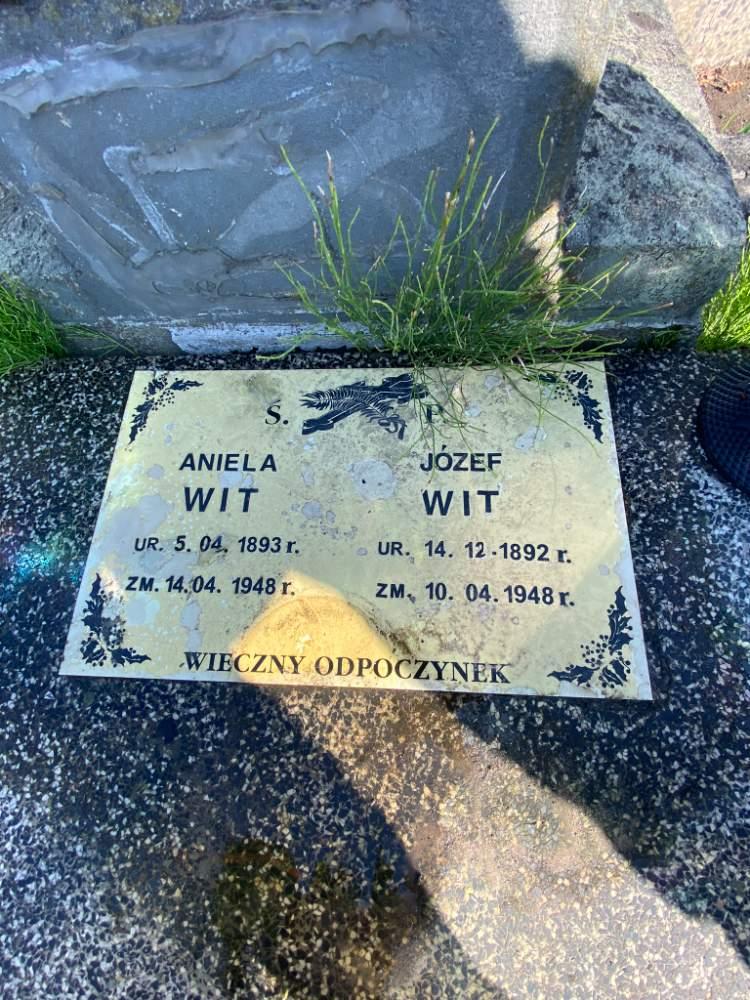 Ś. P.
ANIELA JÓZEF
WIT WIT
UR. 5. 04. 1893 r. UR. 14. 12. 1892 r.
ZM. 14.04. 1948 r. ZM. 10. 04. 1948 r.
WIECZNY ODPOCZYNEK